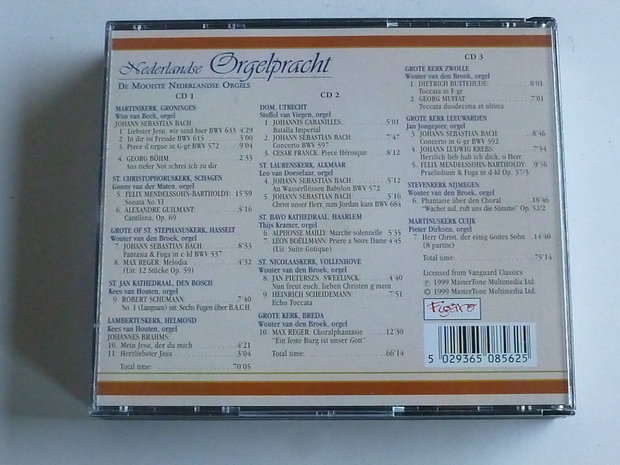 Nederlandse Orgelpracht
DE MOOISTE NEDERLANDSE ORGELS
CD 1
MARTINIKERK, GRONINGEN
Wim van Beek, orgel
JOHANN SEBASTIAN BACH:
1. Liebster Jesu, wir sind hier BWV 633 4'29
2. In dir ist Freude BWV 615 3'00
3. Piece d'orgue in G-gr BWV 572 9'04
4. GEORG BÖHM: 2'33
Aus tiefer Not schrei ich zu dir
ST. CHRISTOPHORUSKERK, SCHAGEN
Gonny van der Maten, orgel
5. FELIX MENDELSSOHN-BARTHOLDY: 15'59
Sonata No. VI
6. ALEXANDRE GUILMANT:
Cantilena, Op. 69
GROTE OF ST. STEPHANUSKERK, HASSELT
Wouter van den Broek, orgel
7. JOHANN SEBASTIAN BACH: 8'33
Fantasia & Fuga in c-kl BWV 537
8. MAX REGER: Melodia 4'32
(Uit: 12 Stücke Op. 59)
ST. JAN KATHEDRAAL, DEN BOSCH
Kees van Houten, orgel
9. ROBERT SCHUMANN: 7'40
No. 1 (Langsam) uit: Sechs Fugen über B.A.C.H.
LAMBERTUSKERK, HELMOND
Kees van Houten, orgel
JOHANNES BRAHMS:
10. Mein Jesu, der du mich 4'21
11. Herzliebster Jesu 3'04
Total time: 70'05
CD 2
DOM, UTRECHT
Stoffel van Viegen, orgel
1. JOHANNIS CABANILLES: 5'01
Batalla Imperial
2. JOHANN SEBASTIAN BACH: 7'47
Concerto BWV 597
3. CESAR FRANCK: Piece Béroique 8'12
ST. LAURENSKERK, ALKMAAR
Leo van Doeselaar, orgel
4. JOHANN SEBASTIAN BACH:
An Wasserflüssen Babylon BWV 572
5. JOHANN SEBASTIAN BACH:
Christ unser Herr, zum Jordan kam BWV 684
ST. BAVO KATHEDRAAL, HAARLEM
Thijs Kramer, orgel
6. ALPHONSE MAILLY: Marche solennelle 5'35
7. LÉON BOËLLMANN: Priere a Notre Dame 4'45
(Uit: Suite Gotique)
ST. NICOLAASKERK, VOLLENHOVE
Wouter van den Broek, orgel
8. JAN PIETERSZN. SWEELINCK: 4'40
Nun freut euch, lieben Christen g'mein
9. HEINRICH SCHEIDEMANN: 7'51
Echo Toccata
GROTE KERK, BREDA
Wouter van den Broek, orgel
10. MAX REGER: Choralphantasie 12'30
"Ein feste Burg ist unser Gott"
Total time: 66'14
CD 3
GROTE KERK ZWOLLE
Wouter van den Broek, orgel
1. DIETRICH BUXTEHUDE: 8'01
Toccata in F-gr
2. GEORG MUFFAT: 7'01
Toccata duodecima et ultima
GROTE KERK LEEUWARDEN
Jan Jongepier, orgel
3. JOHANN SEBASTIAN BACH: 8'46
Concerto in G-gr BWV 592
4. JOHANN LUDWIG KREBS: 7'54
Herzlich lieb hab ich dich, o Herr
5. FELIX MENDELSSOHN-BARTHOLDY: 9'56
Praeludium & Fuga in d-kl Op. 37/3
STEVENKERK NIJMEGEN
Wouter van den Broek, orgel
6. Phantasie über den Choral 18'46
"Wachet auf, ruft uns die Stimme" Op. 52/2
MARTINUSKERK CUIJK
Pieter Dirksen, orgel
7. Herr Christ, der einig Gottes Sohn 14'40
(8 partite)
Total time: 75'14
Licensed from Vanguard Classics
℗ 1999 MasterTone Multimedia Ltd
© 1999 MasterTone Multimedia Ltd.
Figaro
5 029365 085625